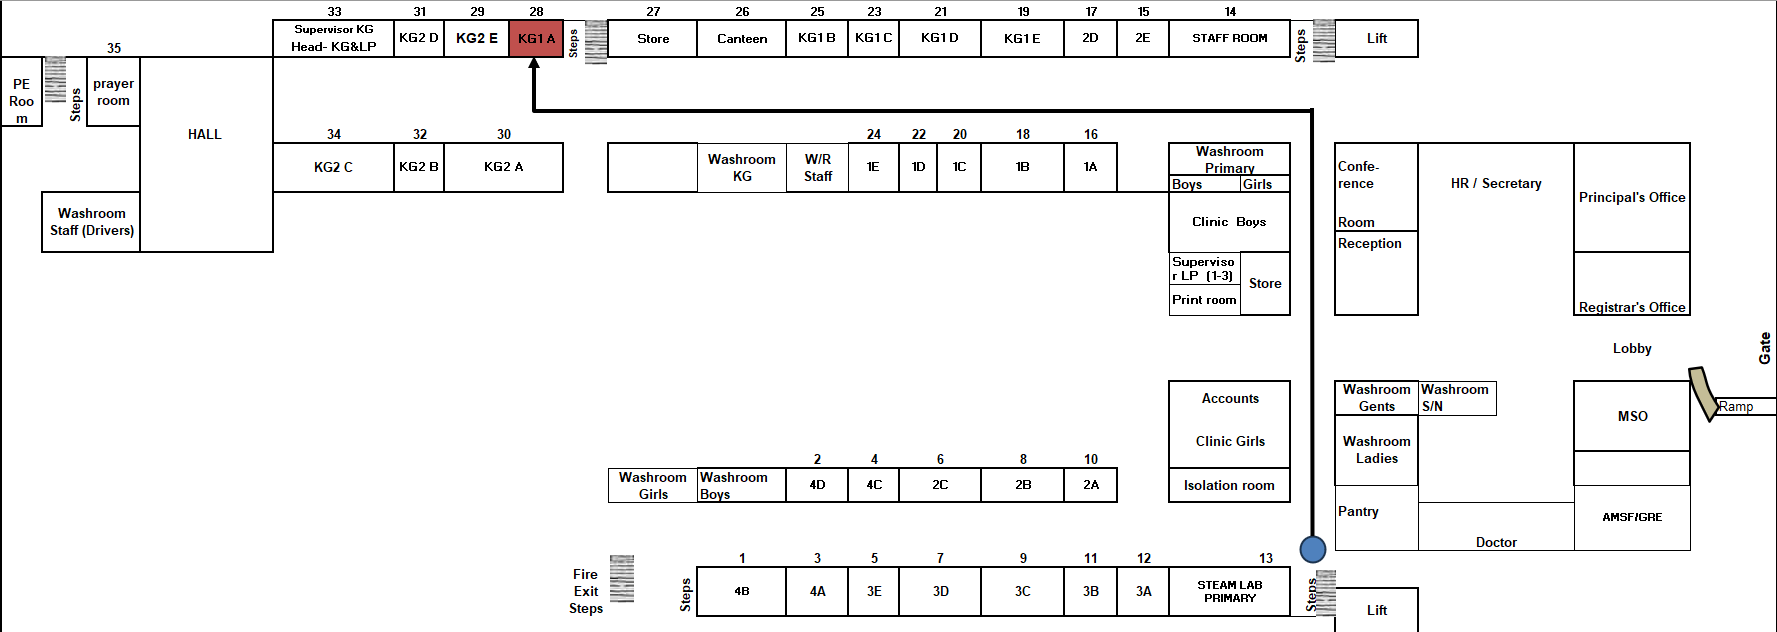 33 31 29 28 27 26 25 23 21 19 17 15 14
Supervisor KG
Head- KG&LP
KG2 D
KG2 E
KG1 A
Steps
Store
Canteen
KG1 B
KG1 C
KG1 D
KG1 E
2D
2E
STAFF ROOM
Steps
Lift
35
PE
Roo
m
Steps
prayer
room
HALL
34 32 30 24 22 20 18 16
KG2 C
KG2 B
KG2 A
Washroom
KG
W/R
Staff
1E
1D
1C
1B
1A
Washroom
Primary
Boys
Girls
Clinic Boys
Superviso
r LP (1-3)
Print room
Store
Confe-
rence
Room
Reception
HR / Secretary
Principal's Office
Registrar's Office
Washroom
Staff (Drivers)
Lobby
Gate
Ramp
Accounts
Clinic Girls
Isolation room
Washroom
Gents
Washroom
S/N
Washroom
Ladies
Pantry
Doctor
MSO
AMSF/GRE
2 4 6 8 10
Washroom
Girls
Washroom
Boys
4D
4C
2C
2B
2A
1 3 5 7 9 11 12 13
Fire
Exit
Steps
Steps
4B
4A
3E
3D
3C
3B
3A
STEAM LAB
PRIMARY
Steps
Lift